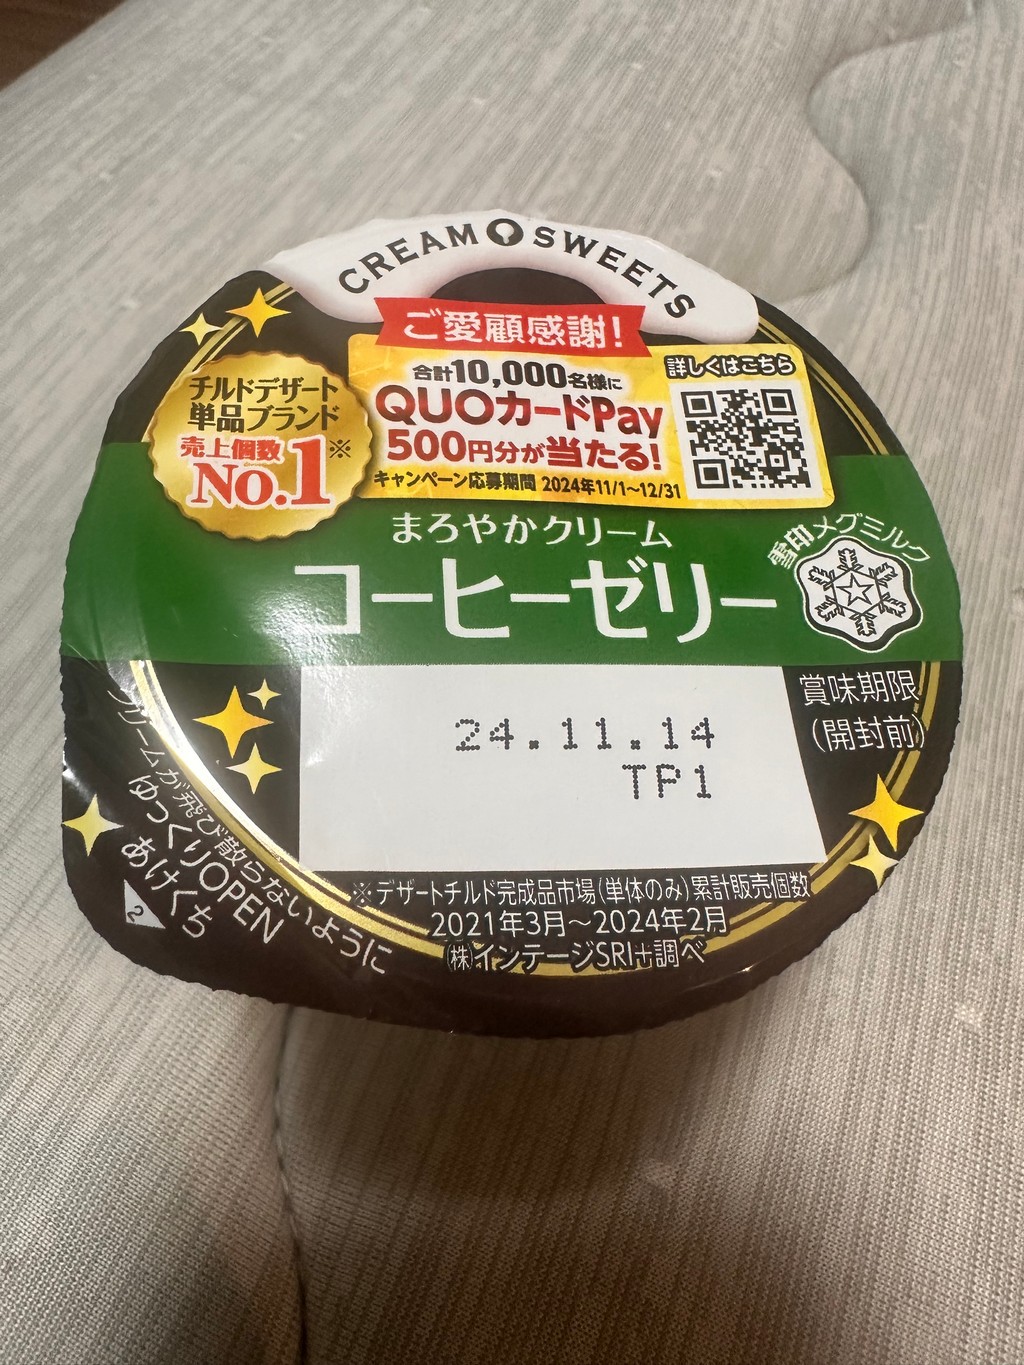 CREAM SWEETS
ご愛顧感謝!
合計10,000名様に
QUOカードPay
500円分が当たる!
キャンペーン応募期間 2024年11/1〜12/31
詳しくはこちら
チルドデザート
単品ブランド
売上個数
No.1※
まろやかクリーム
コーヒーゼリー
雪印メグミルク
賞味期限
(開封前)
24.11.14
TP1
※デザートチルド完成品市場(単体のみ)累計販売個数
2021年3月〜2024年2月
㈱インテージSRI+調べ
クリームが飛び散らないように
ゆっくりOPEN
あけくち
2